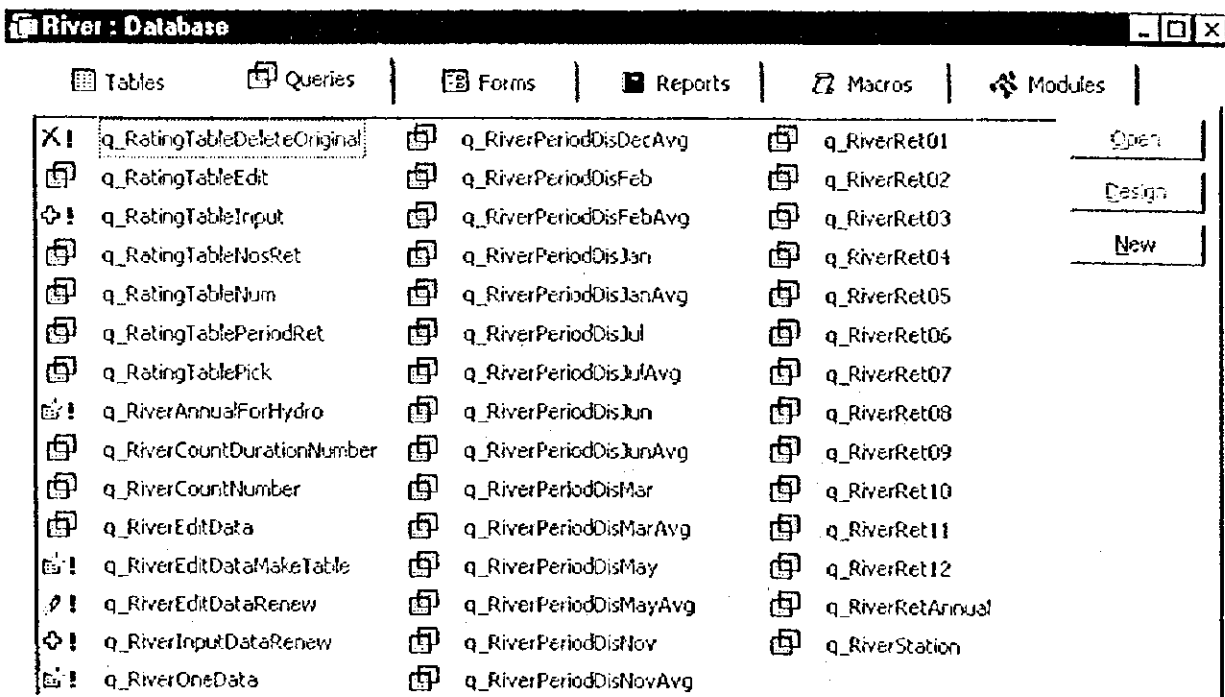 River : Database
Tables Queries Forms Reports Macros Modules
q_RatingTableDeleteOriginal
q_RatingTableEdit
q_RatingTableInput
q_RatingTableNosRet
q_RatingTableNum
q_RatingTablePeriodRet
q_RatingTablePick
q_RiverAnnualForHydro
q_RiverCountDurationNumber
q_RiverCountNumber
q_RiverEditData
q_RiverEditDataMakeTable
q_RiverEditDataRenew
q_RiverInputDataRenew
q_RiverOneData
q_RiverPeriodDisDecAvg
q_RiverPeriodDisFeb
q_RiverPeriodDisFebAvg
q_RiverPeriodDisJan
q_RiverPeriodDisJanAvg
q_RiverPeriodDisJul
q_RiverPeriodDisJulAvg
q_RiverPeriodDisJun
q_RiverPeriodDisJunAvg
q_RiverPeriodDisMar
q_RiverPeriodDisMarAvg
q_RiverPeriodDisMay
q_RiverPeriodDisMayAvg
q_RiverPeriodDisNov
q_RiverPeriodDisNovAvg
q_RiverRet01
q_RiverRet02
q_RiverRet03
q_RiverRet04
q_RiverRet05
q_RiverRet06
q_RiverRet07
q_RiverRet08
q_RiverRet09
q_RiverRet10
q_RiverRet11
q_RiverRet12
q_RiverRetAnnual
q_RiverStation
Open
Design
New